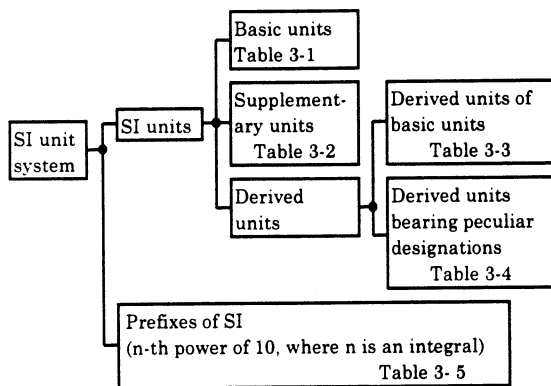 SI unit
system
SI units
Basic units
Table 3-1
Supplement-
ary units
Table 3-2
Derived
units
Derived units of
basic units
Table 3-3
Derived units
bearing peculiar
designations
Table 3-4
Prefixes of SI
(n-th power of 10, where n is an integral)
Table 3- 5